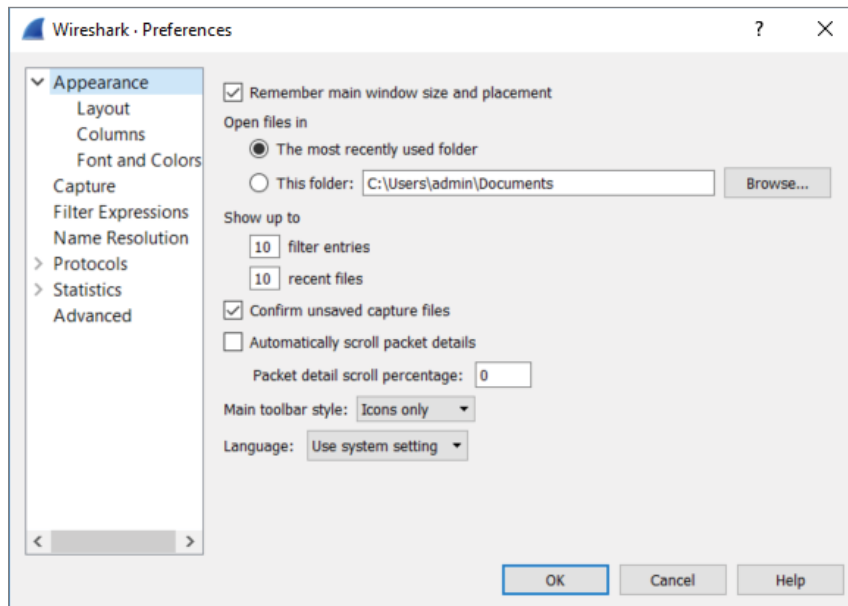 Wireshark · Preferences
?
Appearance
Layout
Columns
Font and Colors
Capture
Filter Expressions
Name Resolution
Protocols
Statistics
Advanced
Remember main window size and placement
Open files in
The most recently used folder
This folder: C:\Users\admin\Documents Browse...
Show up to
10 filter entries
10 recent files
Confirm unsaved capture files
Automatically scroll packet details
Packet detail scroll percentage: 0
Main toolbar style: Icons only
Language: Use system setting
OK Cancel Help